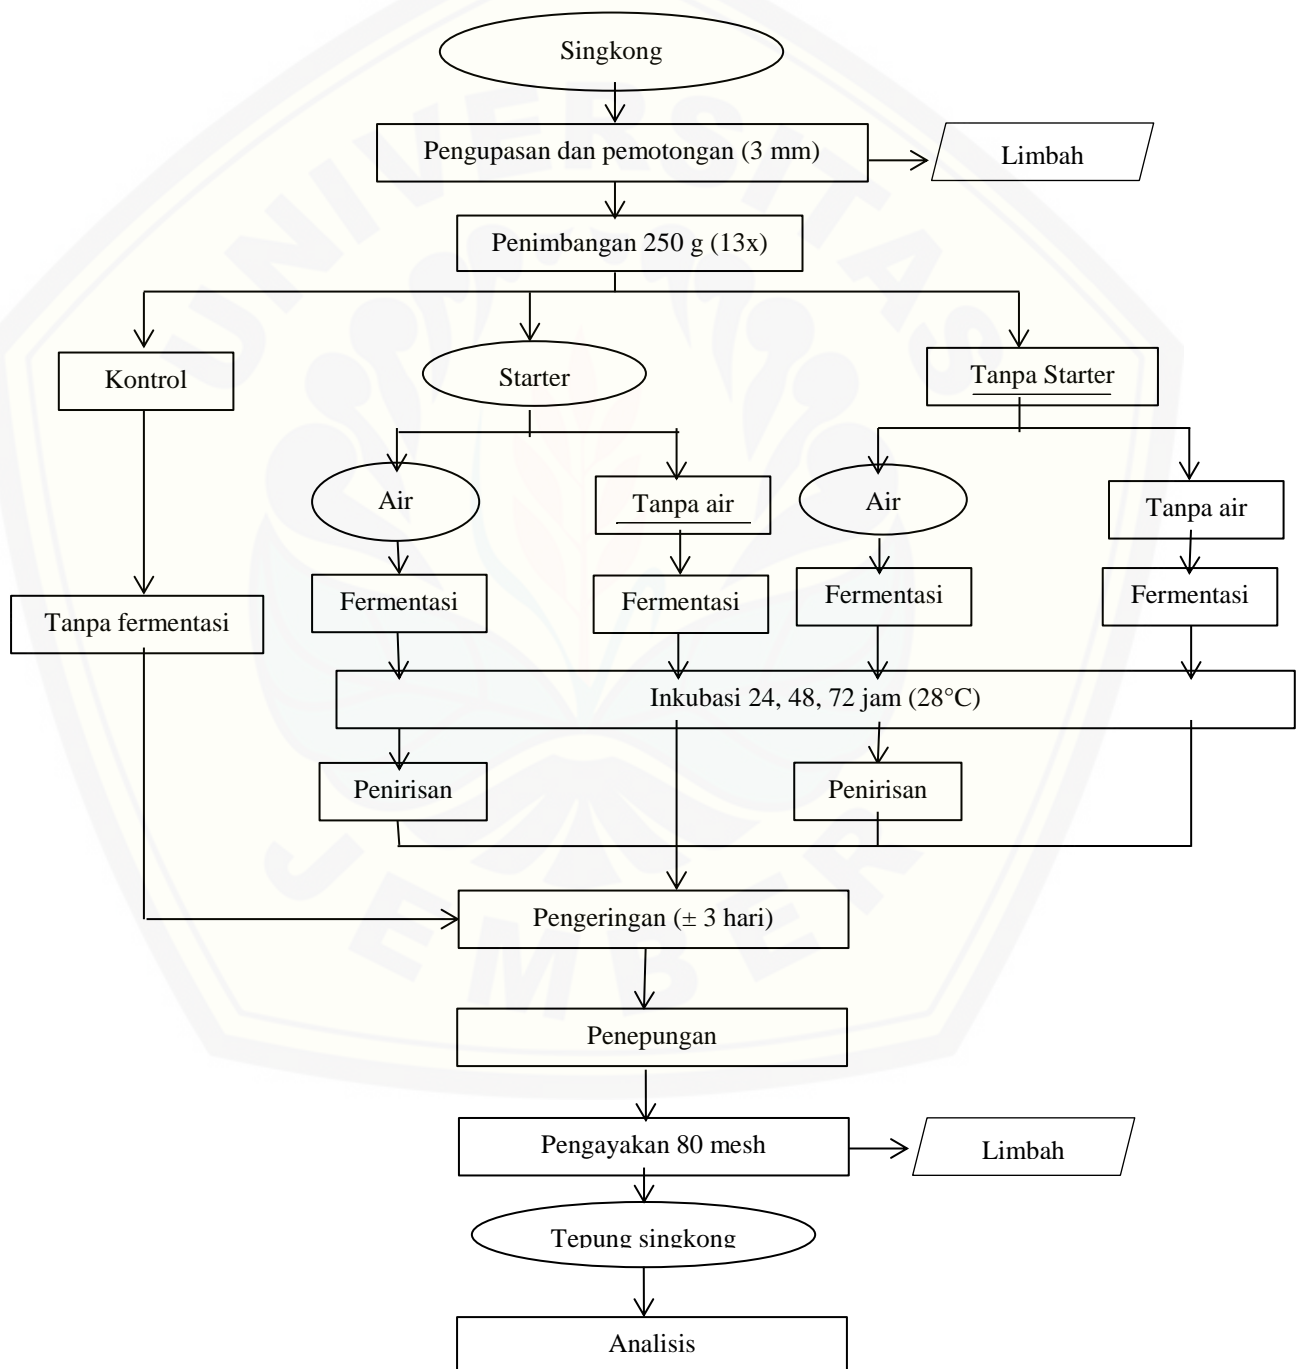 UNIVERSITAS
JEMBER
Singkong
Pengupasan dan pemotongan (3 mm)
Limbah
Penimbangan 250 g (13x)
Kontrol
Starter
Tanpa Starter
Air
Tanpa air
Air
Tanpa air
Tanpa fermentasi
Fermentasi
Fermentasi
Fermentasi
Fermentasi
Inkubasi 24, 48, 72 jam (28°C)
Penirisan
Penirisan
Pengeringan (± 3 hari)
Penepungan
Pengayakan 80 mesh
Limbah
Tepung singkong
Analisis